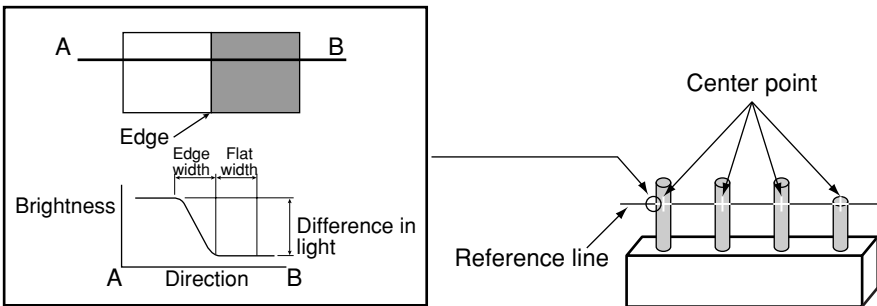 A
B
Edge
Edge width
Flat width
Brightness
Difference in
light
A
Direction
B
Center point
Reference line